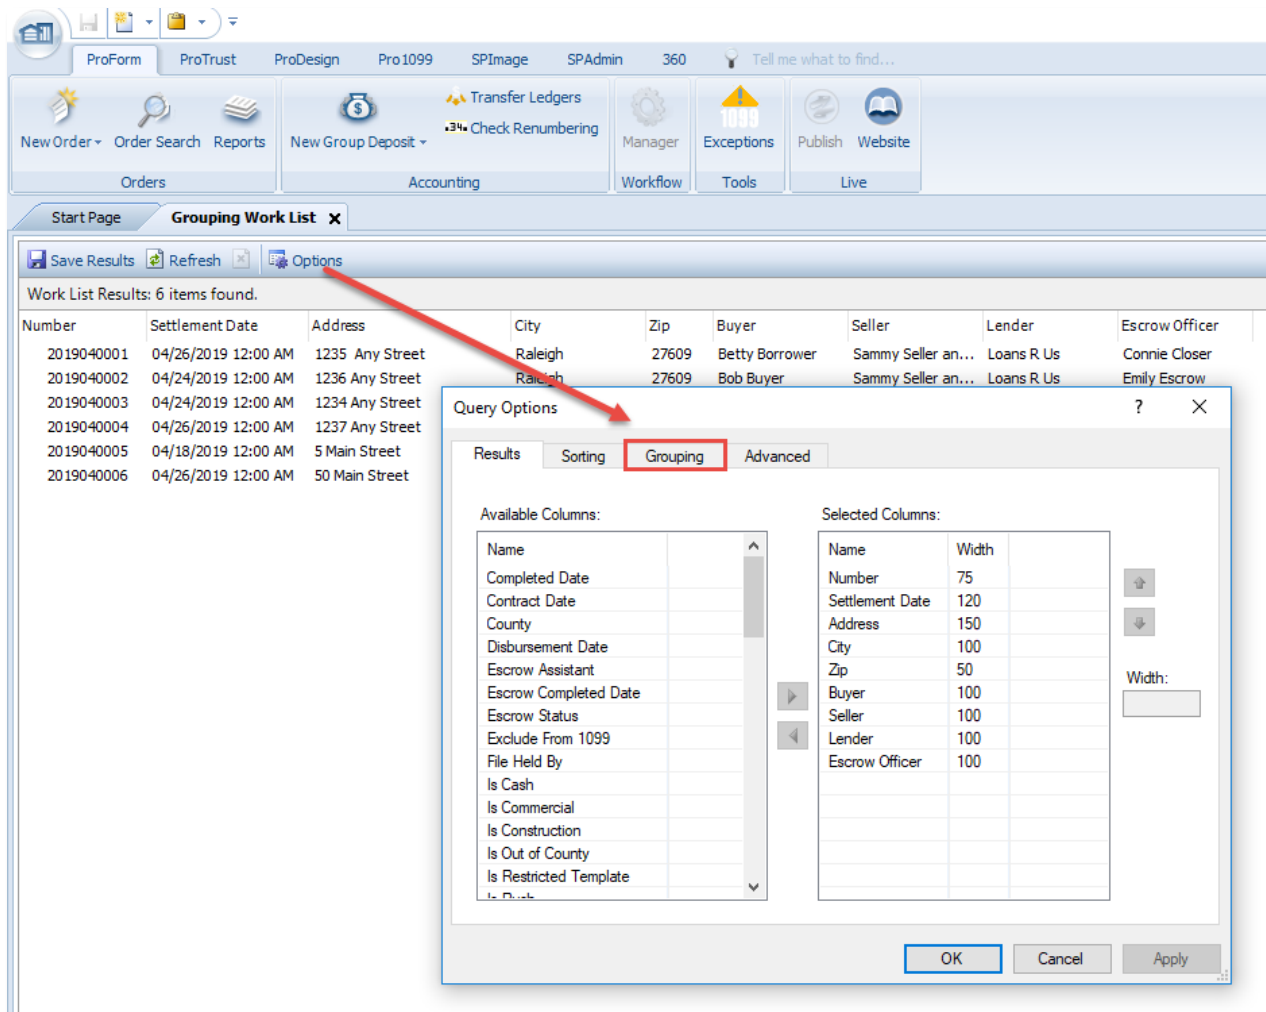 ProForm ProTrust ProDesign Pro1099 SPImage SPAdmin 360 Tell me what to find...
Transfer Ledgers
1099
.34. Check Renumbering
New Order Order Search Reports New Group Deposit Manager Exceptions Publish Website
Orders Accounting Workflow Tools Live
Start Page Grouping Work List X
Save Results Refresh Options
Work List Results: 6 items found.
Number Settlement Date Address City Zip Buyer Seller Lender Escrow Officer
2019040001 04/26/2019 12:00 AM 1235 Any Street Raleigh 27609 Betty Borrower Sammy Seller an... Loans R Us Connie Closer
2019040002 04/24/2019 12:00 AM 1236 Any Street Raleigh 27609 Bob Buyer Sammy Seller an... Loans R Us Emily Escrow
2019040003 04/24/2019 12:00 AM 1234 Any Street
2019040004 04/26/2019 12:00 AM 1237 Any Street
2019040005 04/18/2019 12:00 AM 5 Main Street
2019040006 04/26/2019 12:00 AM 50 Main Street
Query Options ?
Results Sorting Grouping Advanced
Available Columns: Selected Columns:
Name Name Width
Completed Date Number 75
Contract Date Settlement Date 120
County Address 150
Disbursement Date City 100
Escrow Assistant Zip 50
Width:
Escrow Completed Date Buyer 100
Escrow Status Seller 100
Exclude From 1099 Lender 100
File Held By Escrow Officer 100
Is Cash
Is Commercial
Is Construction
Is Out of County
Is Restricted Template
Is Rush
OK Cancel Apply